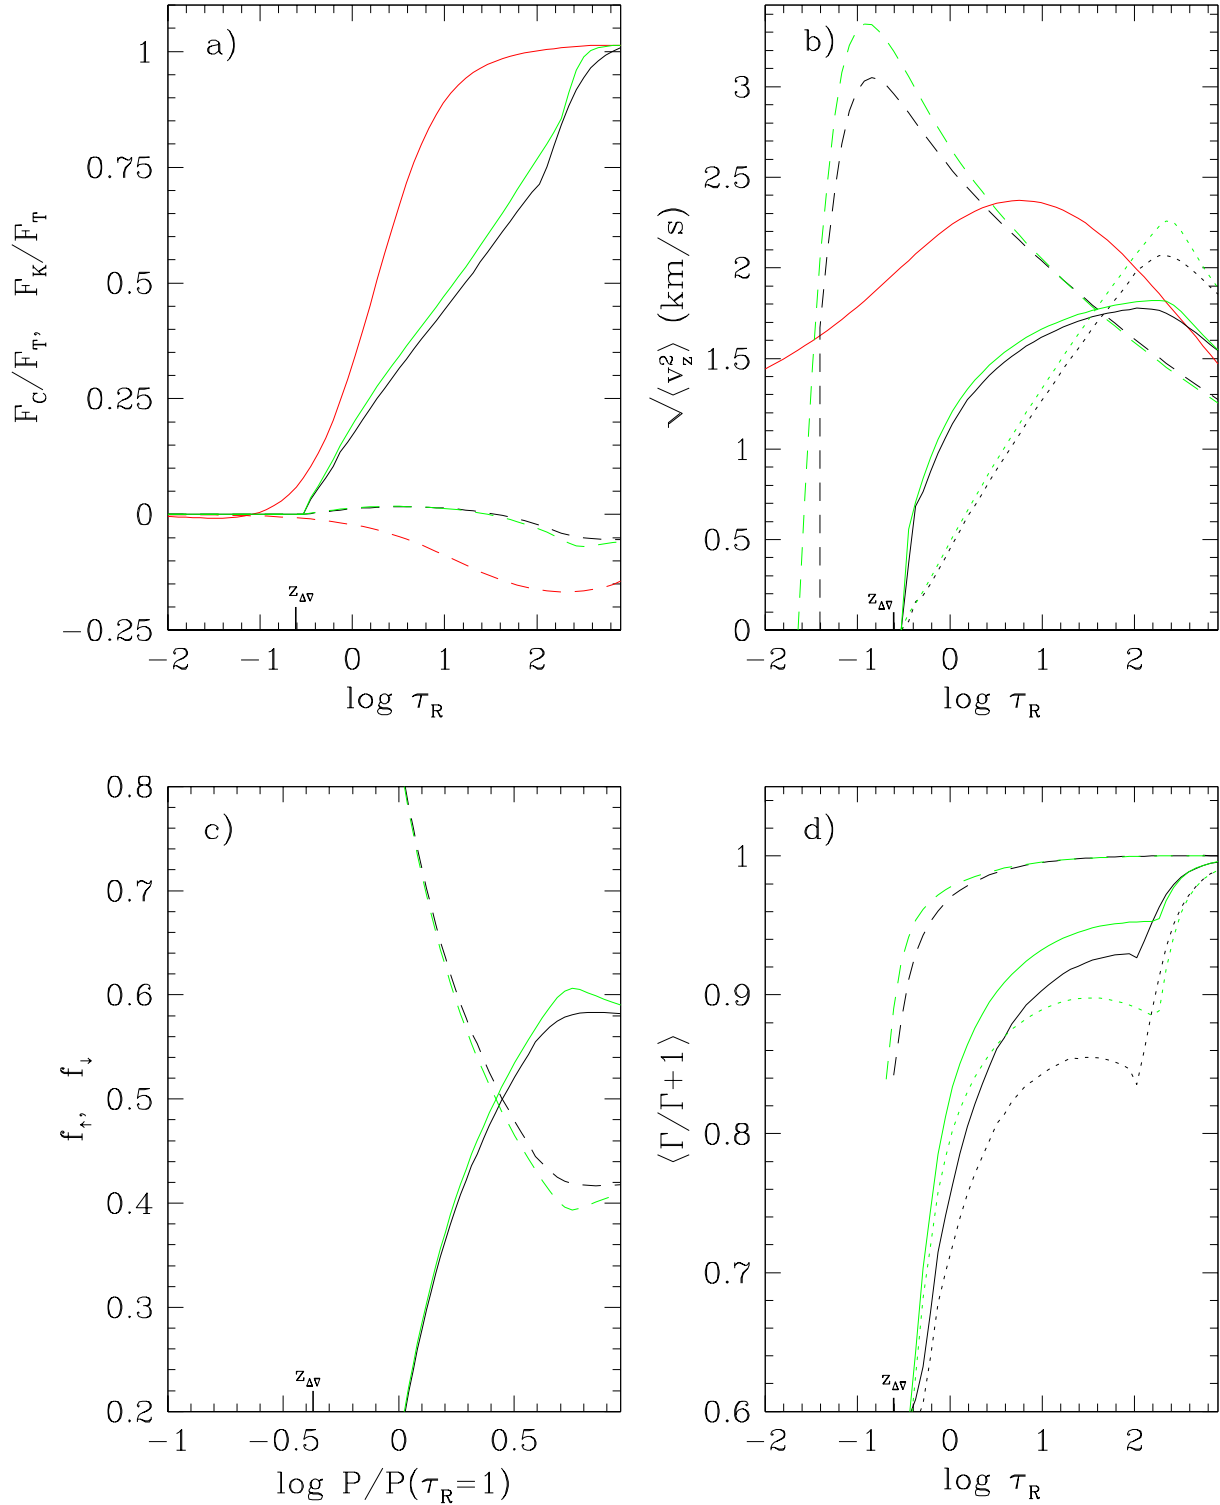 a)
F_C/F_T, F_K/F_T
1
0.75
0.5
0.25
0
−0.25
z_Δ∇
−2 −1 0 1 2
log τ_R
b)
√⟨v_z^2⟩ (km/s)
3
2.5
2
1.5
1
0.5
0
z_Δ∇
−2 −1 0 1 2
log τ_R
c)
f_↑, f_↓
0.8
0.7
0.6
0.5
0.4
0.3
0.2
z_Δ∇
−1 −0.5 0 0.5
log P/P(τ_R=1)
d)
⟨Γ/Γ+1⟩
1
0.9
0.8
0.7
0.6
z_Δ∇
−2 −1 0 1 2
log τ_R